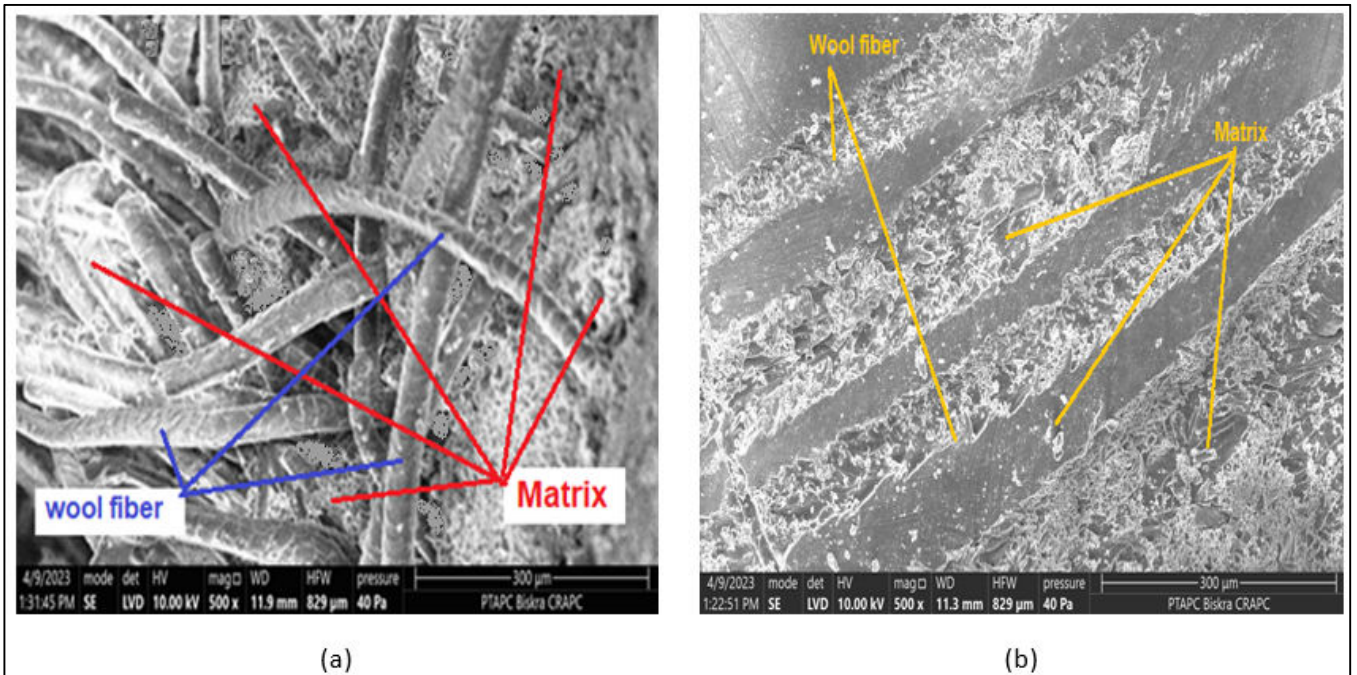 wool fiber
Matrix
4/9/2023 mode det HV mag□ WD HFW pressure
1:31:45 PM SE LVD 10.00 kV 500 x 11.9 mm 829 µm 40 Pa
300 µm
PTAPC Biskra CRAPC
(a)
Wool fiber
Matrix
4/9/2023 mode det HV mag□ WD HFW pressure
1:22:51 PM SE LVD 10.00 kV 500 x 11.3 mm 829 µm 40 Pa
300 µm
PTAPC Biskra CRAPC
(b)